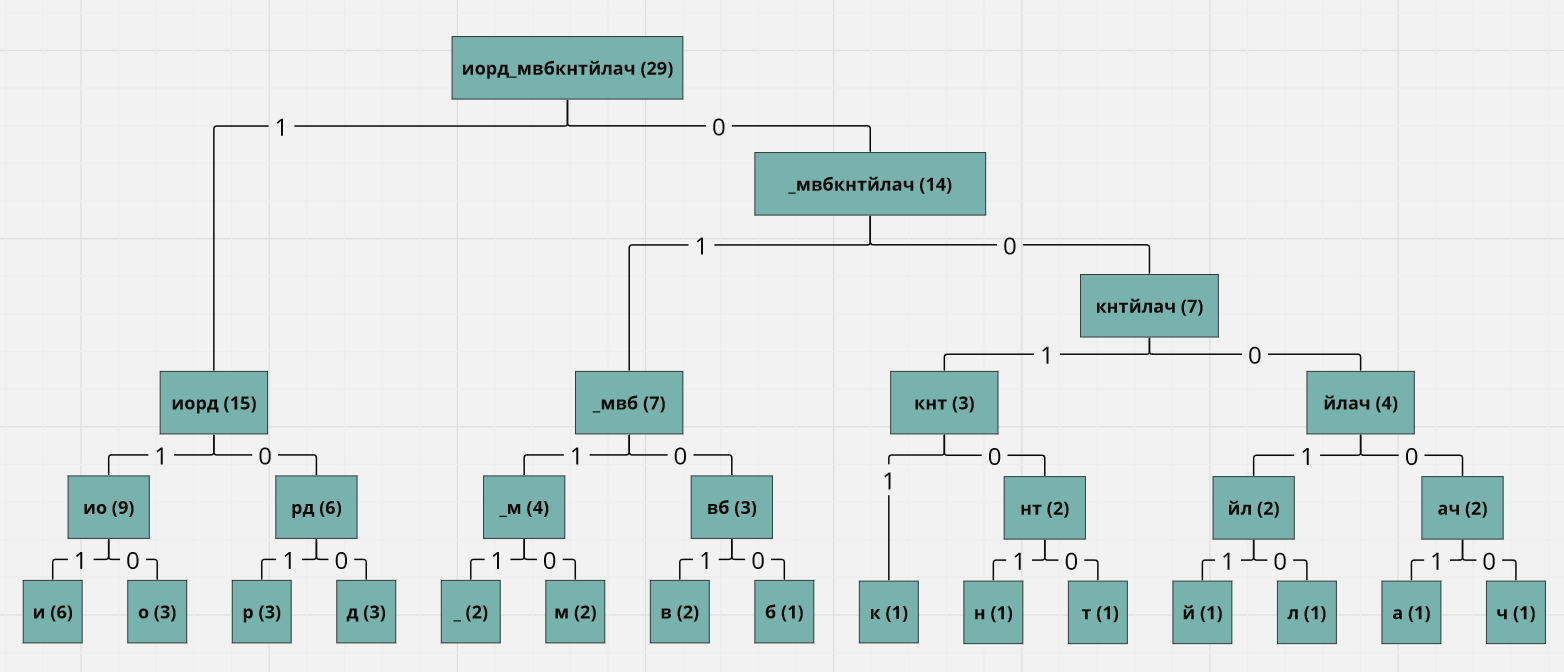 иорд_мвбкнтйлач (29)
1 0
_мвбкнтйлач (14)
1 0
кнтйлач (7)
1 0
иорд (15) _мвб (7) кнт (3) йлач (4)
1 0 1 0 1 0 1 0
ио (9) рд (6) _м (4) вб (3) нт (2) йл (2) ач (2)
1 0 1 0 1 0 1 0 1 0 1 0 1 0
и (6) о (3) р (3) д (3) _ (2) м (2) в (2) б (1) к (1) н (1) т (1) й (1) л (1) а (1) ч (1)